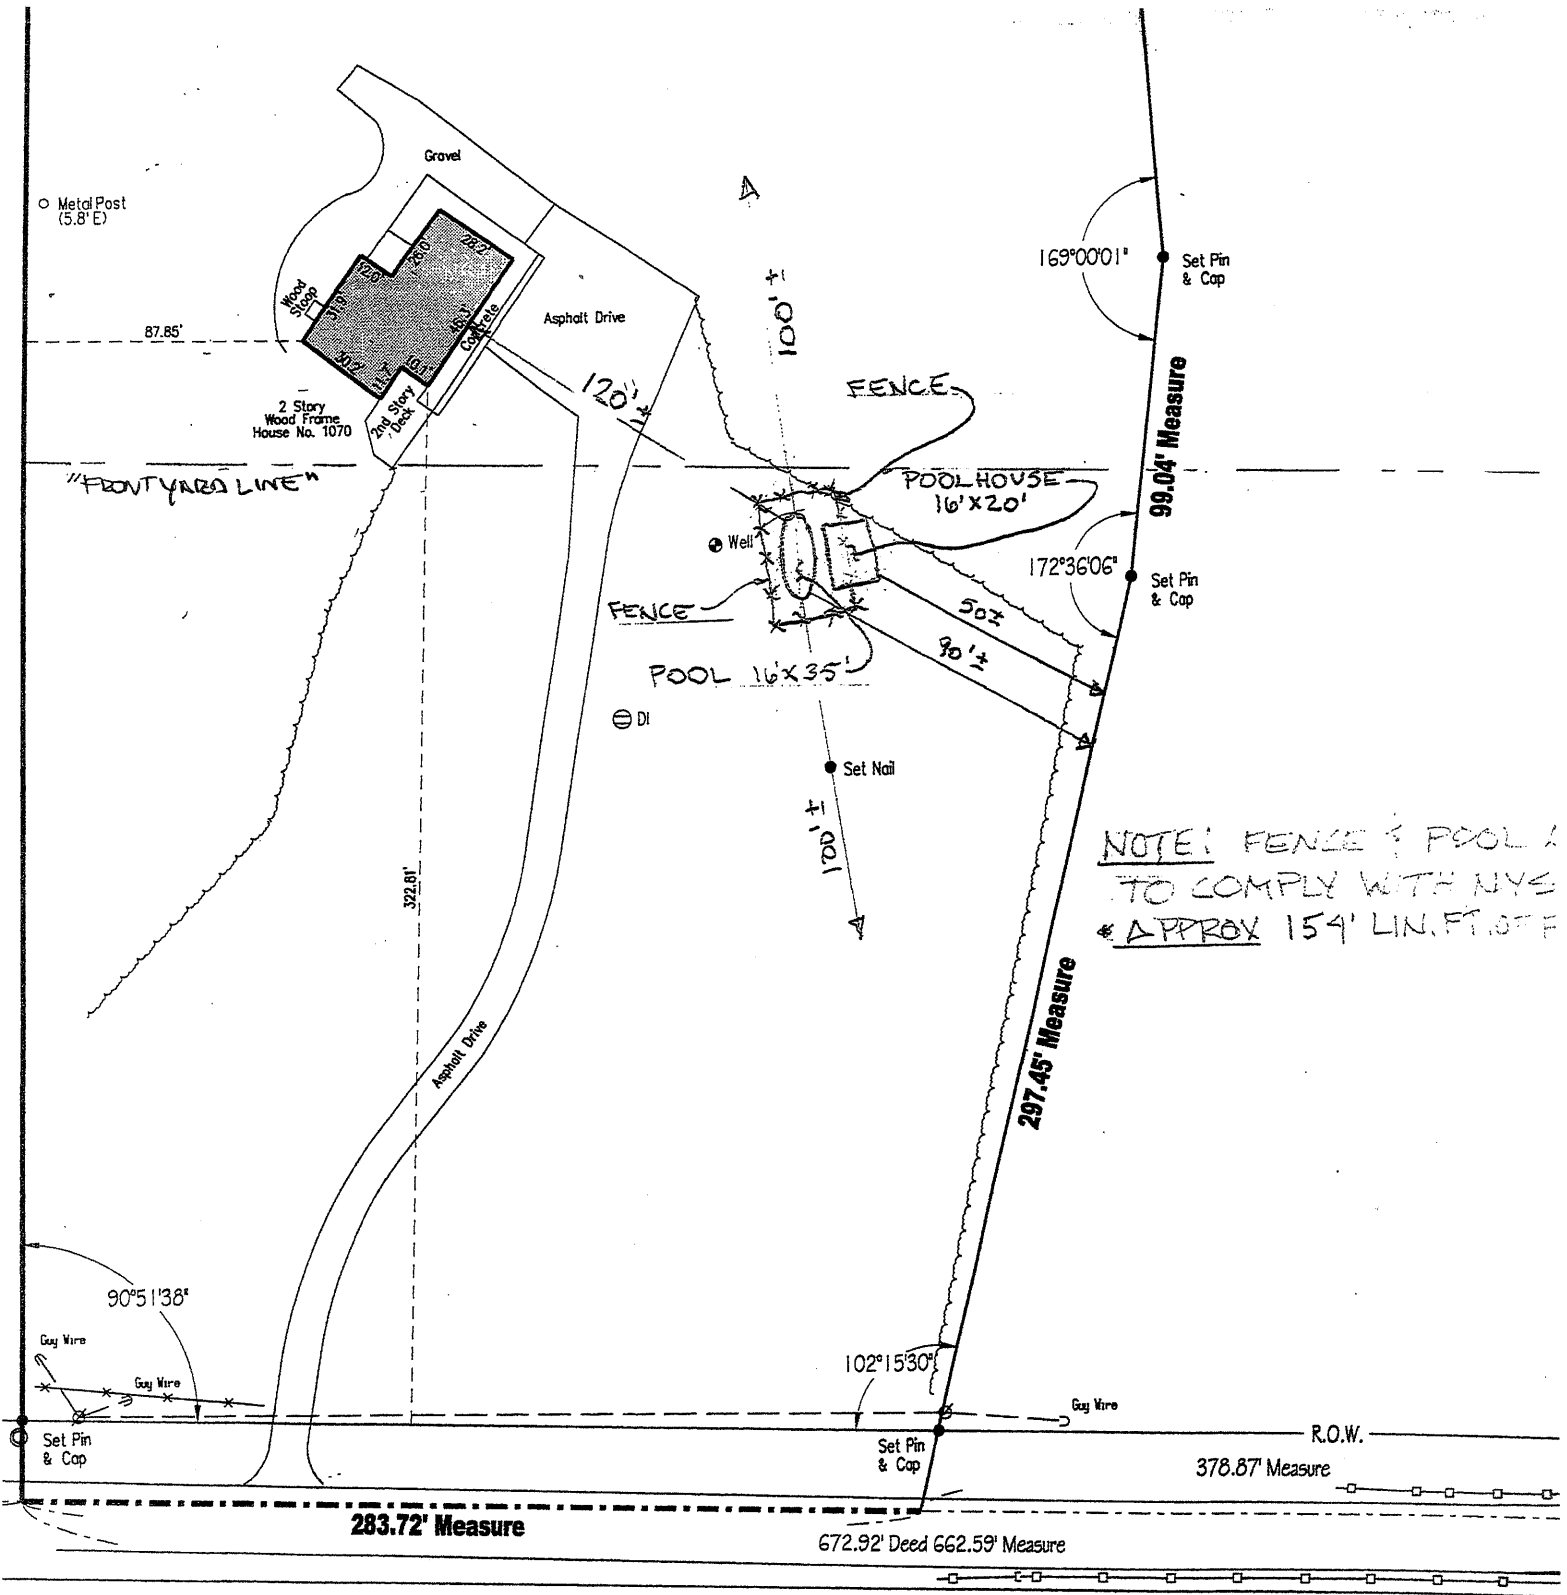 Gravel
Metal Post
(5.8' E)
28.2'
26.0'
12.0'
Wood
Stoop
31.9'
46.3'
Concrete
Asphalt Drive
87.85'
30.2'
2nd Story
Deck
2 Story
Wood Frame
House No. 1070
120'±
100'±
169°00'01"
Set Pin
& Cap
FENCE
99.04' Measure
"FRONT YARD LINE"
POOLHOUSE
16'X20'
Well
172°36'06"
Set Pin
& Cap
FENCE
50±
90'±
POOL 16'X35'
DI
Set Nail
120'±
NOTE: FENCE & POOL
TO COMPLY WITH NYS
* APPROX 154' LIN. FT. OF F
322.81'
297.45' Measure
Asphalt Drive
90°51'38"
Guy Wire
Guy Wire
102°15'30"
Guy Wire
Set Pin
& Cap
Set Pin
& Cap
R.O.W.
378.87' Measure
283.72' Measure
672.92' Deed 662.59' Measure